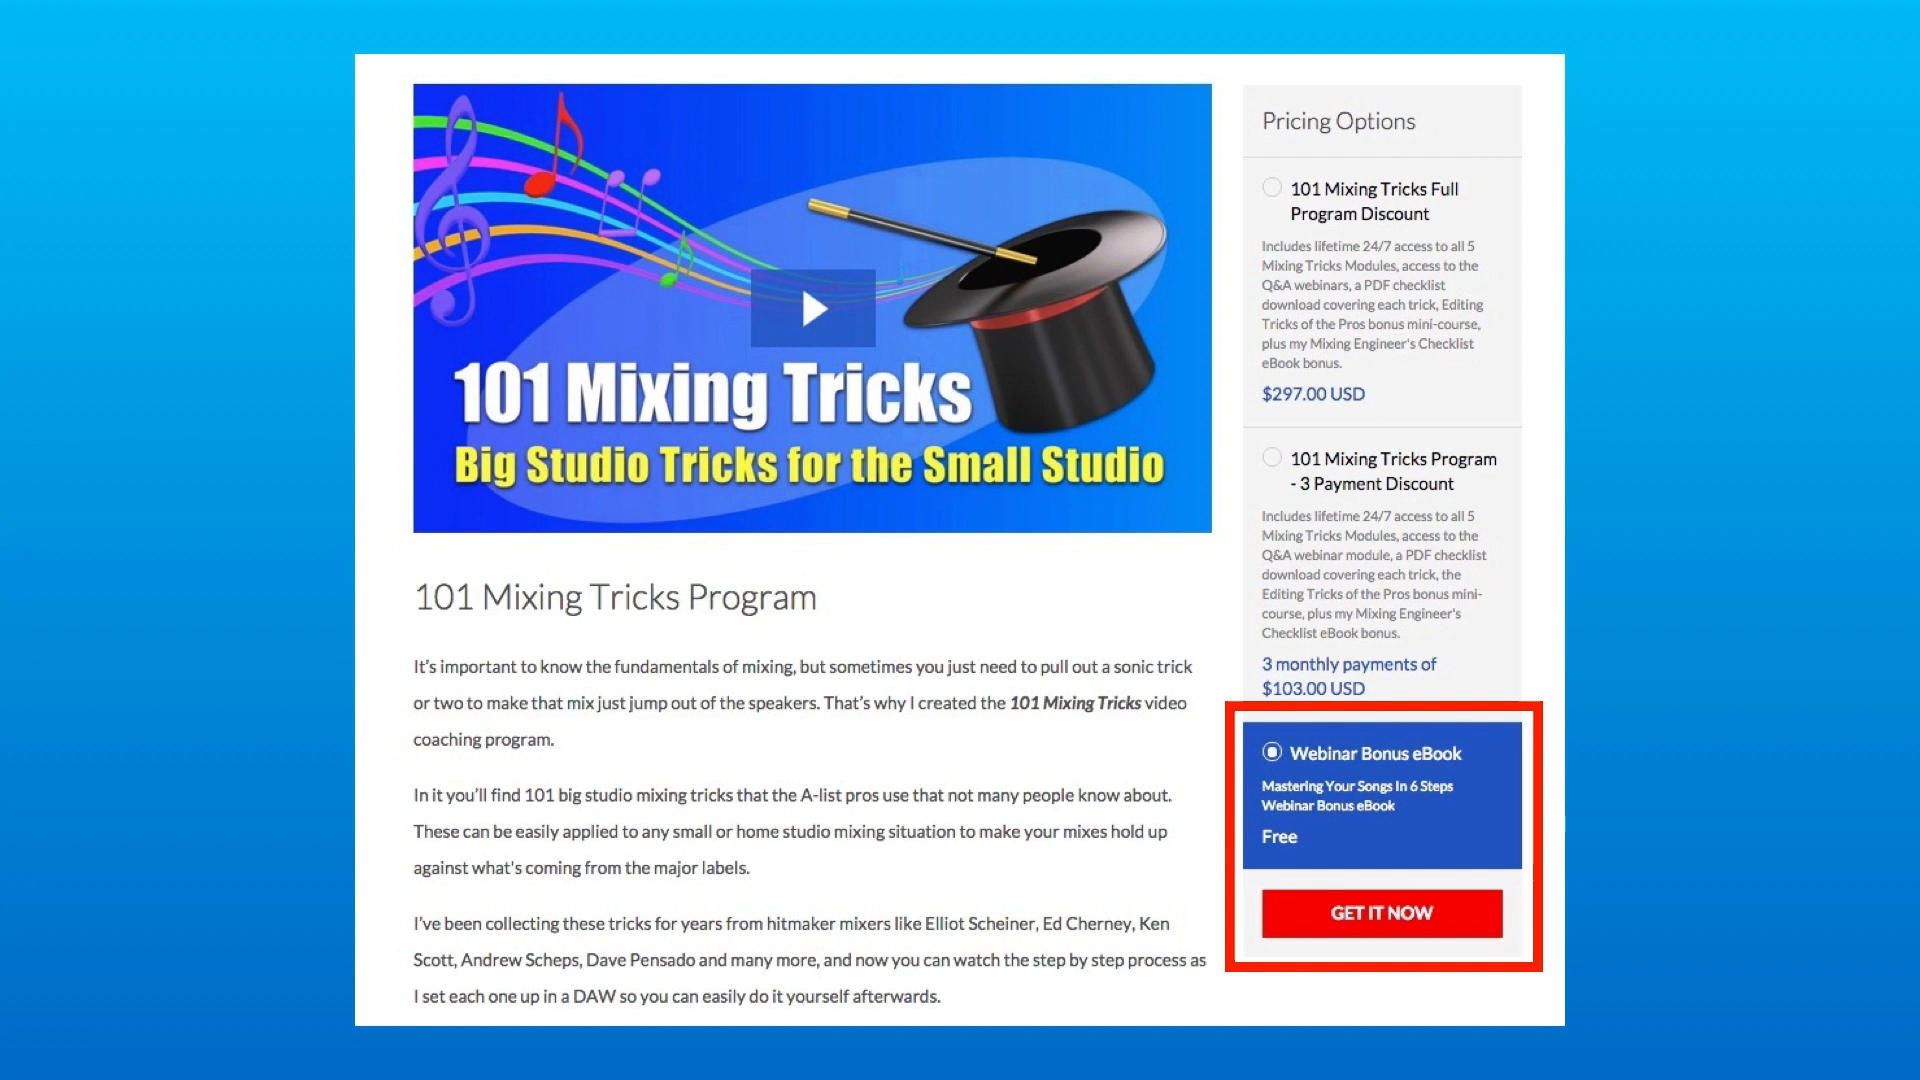 101 Mixing Tricks
Big Studio Tricks for the Small Studio
101 Mixing Tricks Program
It's important to know the fundamentals of mixing, but sometimes you just need to pull out a sonic trick
or two to make that mix just jump out of the speakers. That's why I created the 101 Mixing Tricks video
coaching program.
In it you'll find 101 big studio mixing tricks that the A-list pros use that not many people know about.
These can be easily applied to any small or home studio mixing situation to make your mixes hold up
against what's coming from the major labels.
I've been collecting these tricks for years from hitmaker mixers like Elliot Scheiner, Ed Cherney, Ken
Scott, Andrew Scheps, Dave Pensado and many more, and now you can watch the step by step process as
I set each one up in a DAW so you can easily do it yourself afterwards.
Pricing Options
101 Mixing Tricks Full
Program Discount
Includes lifetime 24/7 access to all 5
Mixing Tricks Modules, access to the
Q&A webinars, a PDF checklist
download covering each trick, Editing
Tricks of the Pros bonus mini-course,
plus my Mixing Engineer's Checklist
eBook bonus.
$297.00 USD
101 Mixing Tricks Program
- 3 Payment Discount
Includes lifetime 24/7 access to all 5
Mixing Tricks Modules, access to the
Q&A webinar module, a PDF checklist
download covering each trick, the
Editing Tricks of the Pros bonus mini-
course, plus my Mixing Engineer's
Checklist eBook bonus.
3 monthly payments of
$103.00 USD
Webinar Bonus eBook
Mastering Your Songs In 6 Steps
Webinar Bonus eBook
Free
GET IT NOW